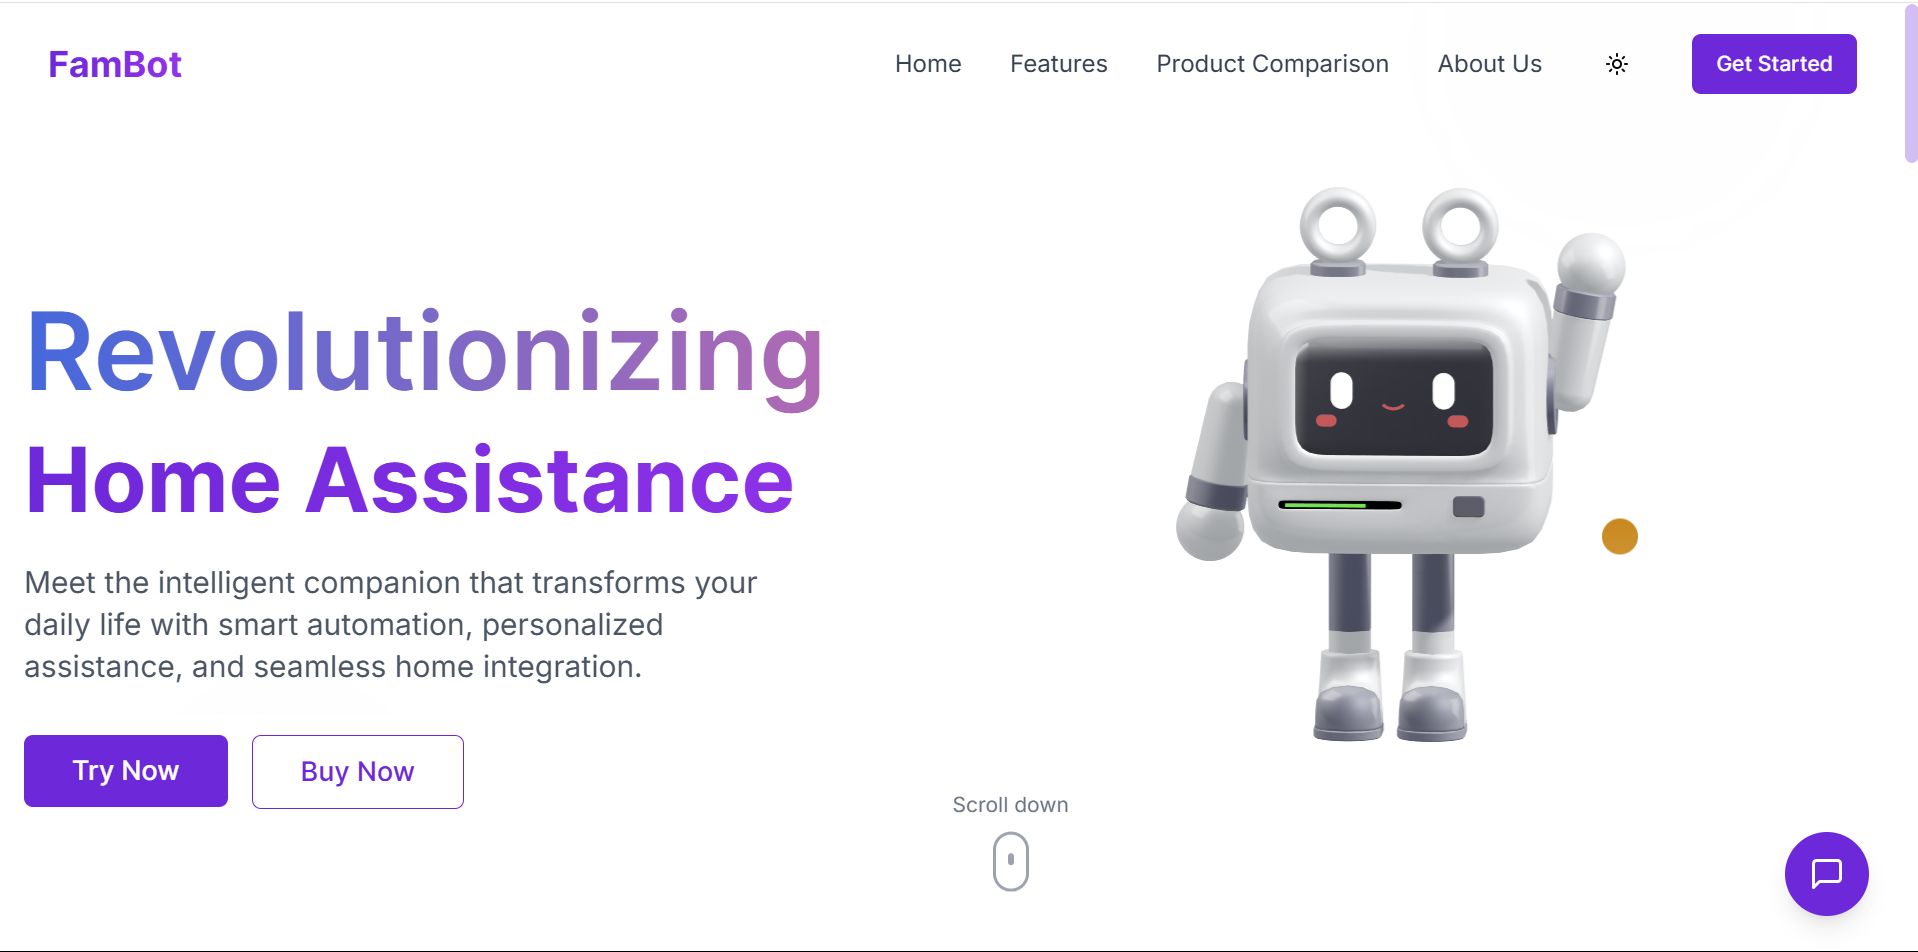 FamBot
Home
Features
Product Comparison
About Us
Get Started
Revolutionizing
Home Assistance
Meet the intelligent companion that transforms your
daily life with smart automation, personalized
assistance, and seamless home integration.
Try Now
Buy Now
Scroll down